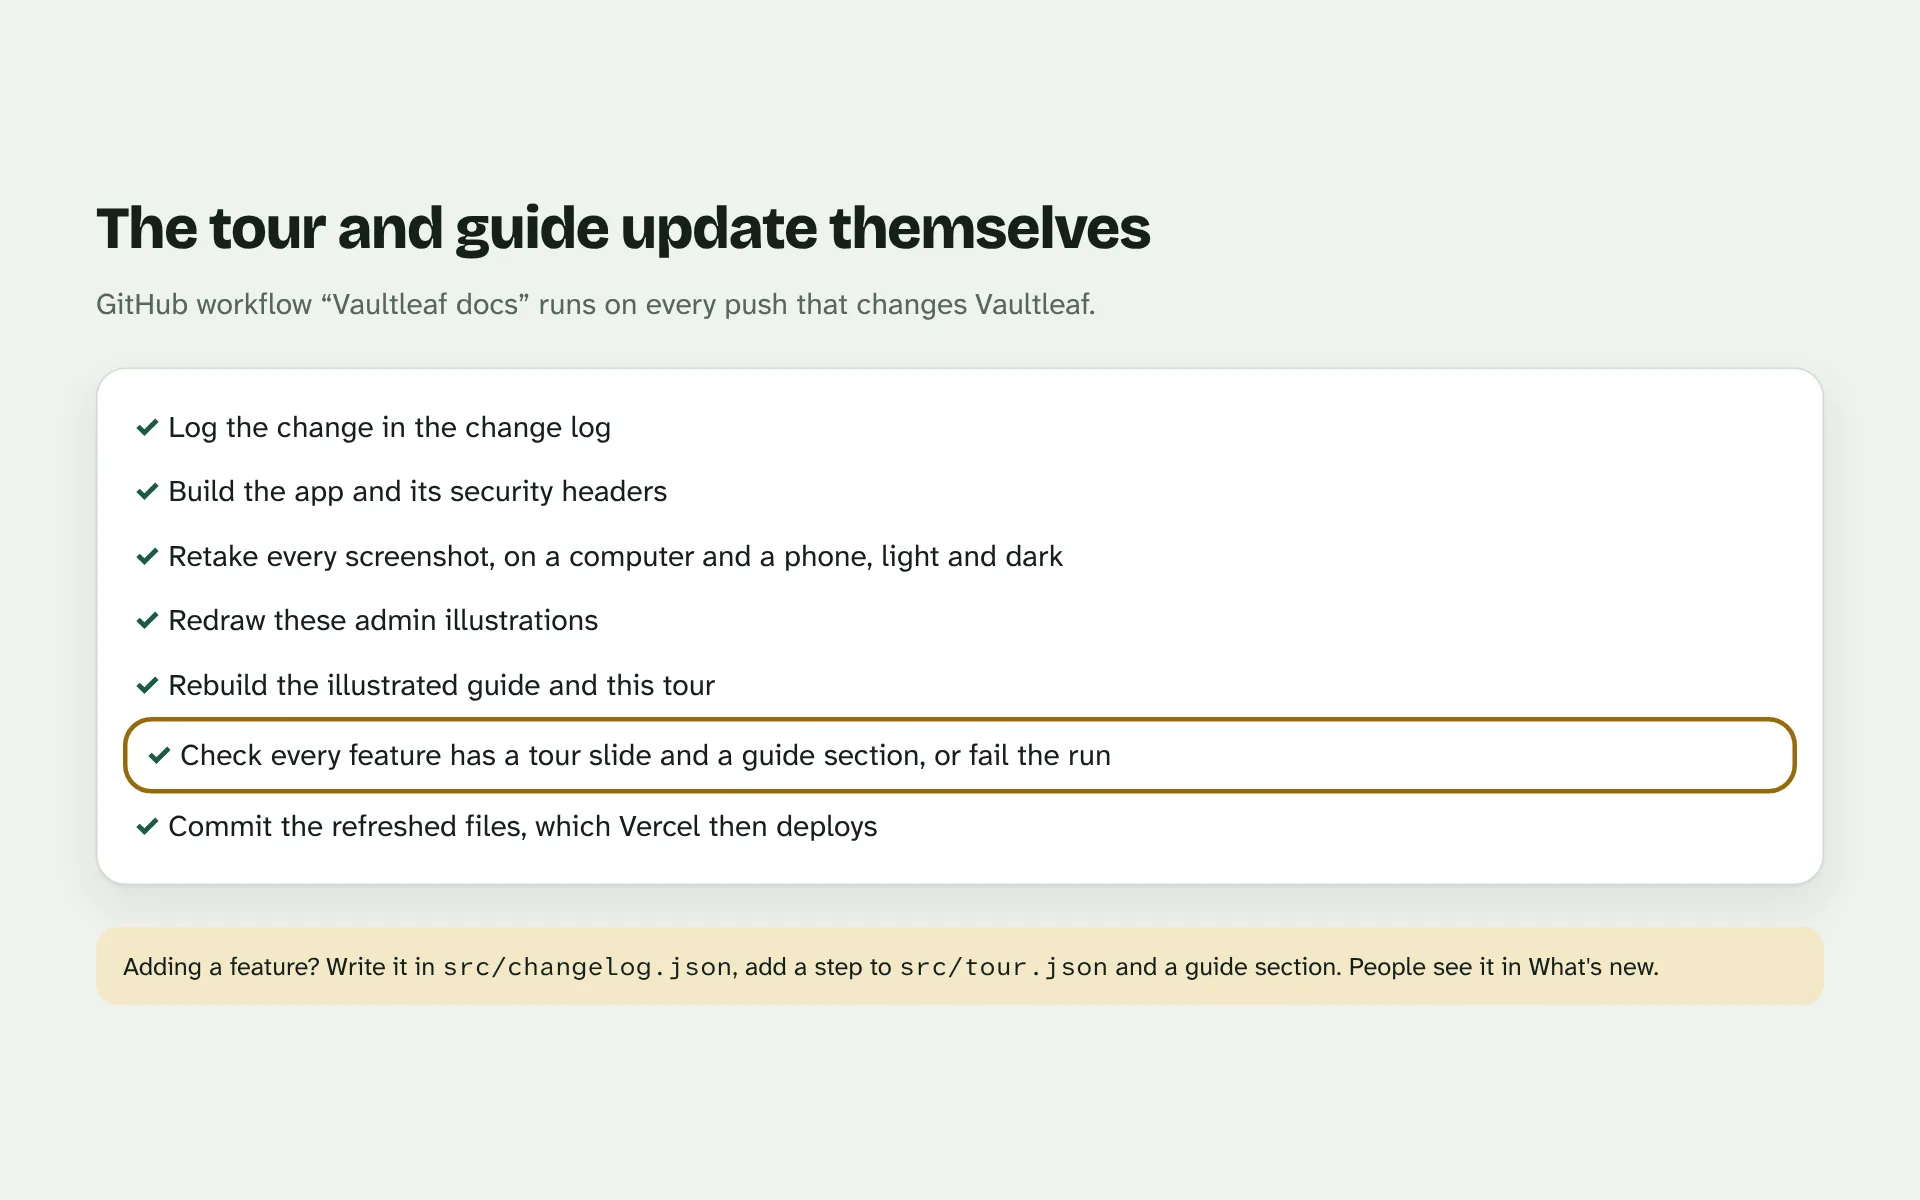 The tour and guide update themselves
GitHub workflow “Vaultleaf docs” runs on every push that changes Vaultleaf.
✔ Log the change in the change log
✔ Build the app and its security headers
✔ Retake every screenshot, on a computer and a phone, light and dark
✔ Redraw these admin illustrations
✔ Rebuild the illustrated guide and this tour
✔ Check every feature has a tour slide and a guide section, or fail the run
✔ Commit the refreshed files, which Vercel then deploys
Adding a feature? Write it in src/changelog.json, add a step to src/tour.json and a guide section. People see it in What's new.